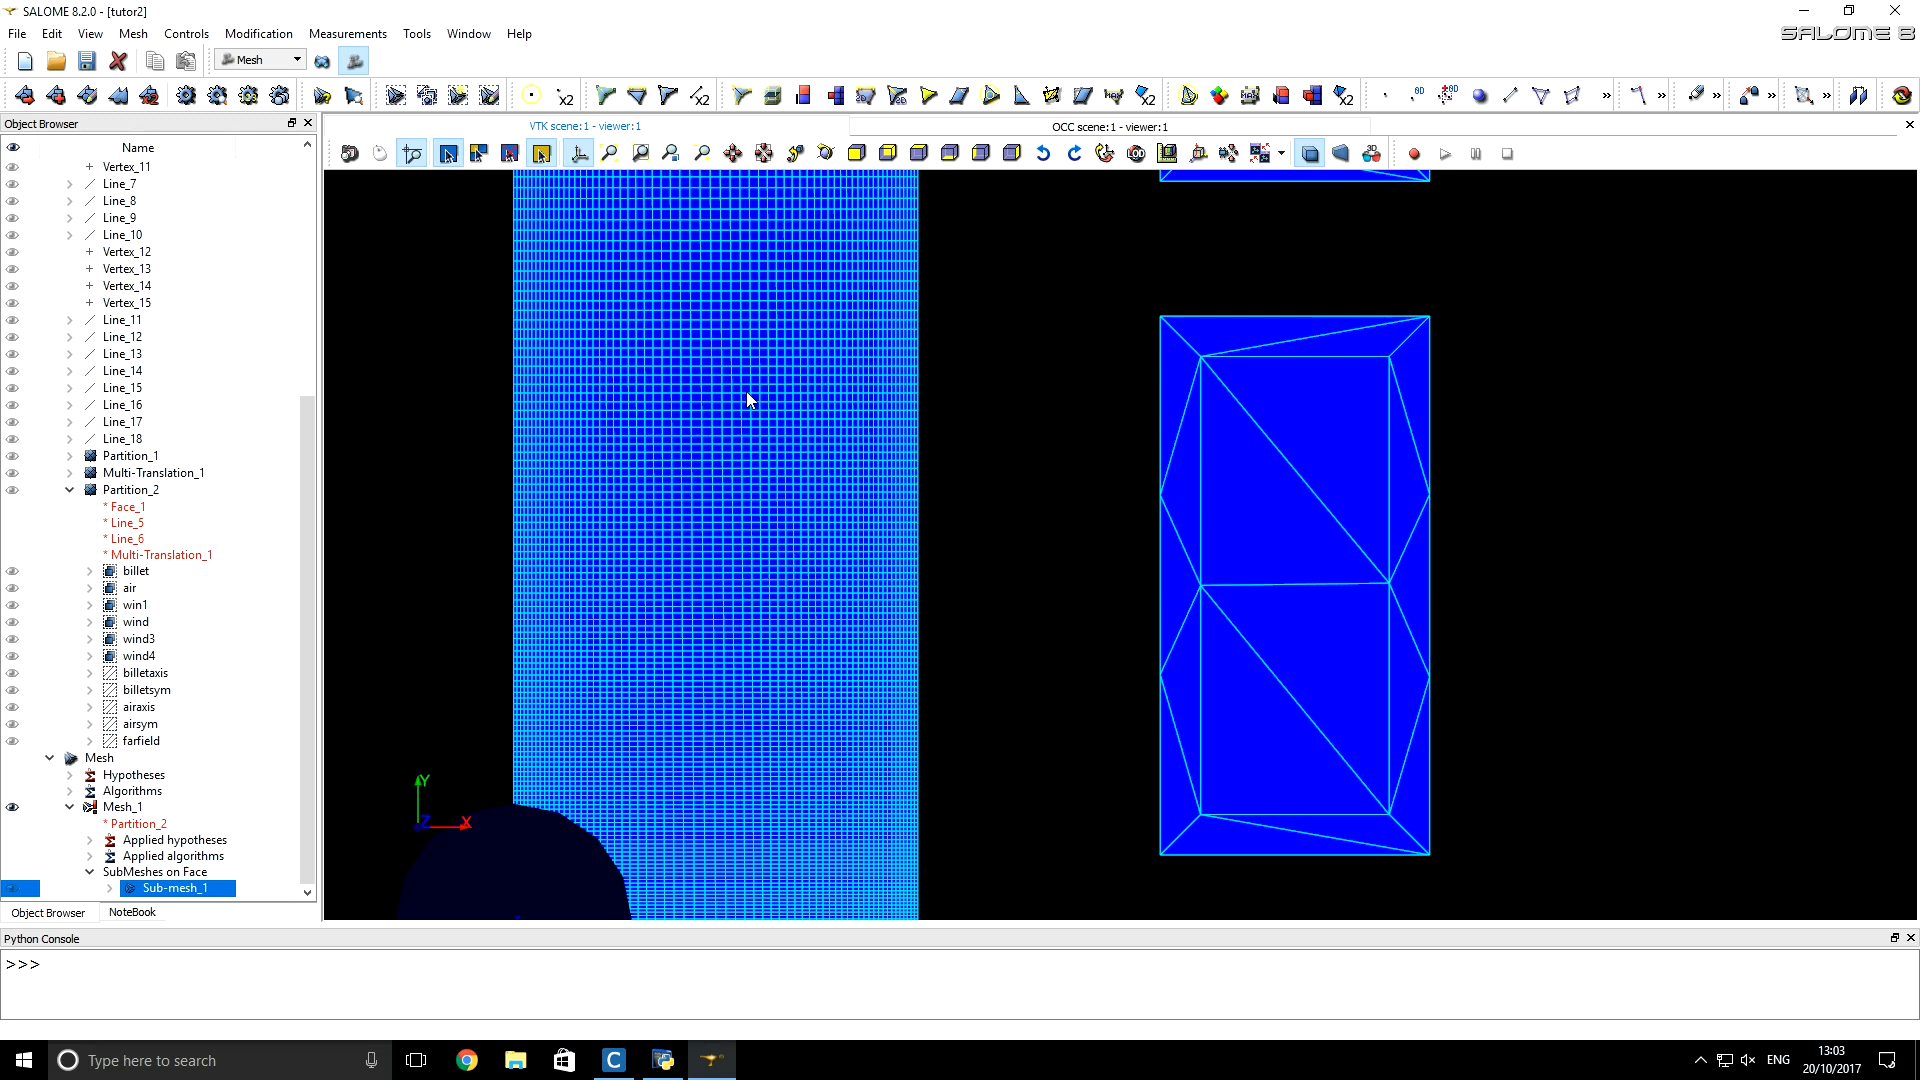 SALOME 8.2.0 - [tutor2]
File Edit View Mesh Controls Modification Measurements Tools Window Help
SALOME 8
Mesh
Object Browser
VTK scene:1 - viewer:1
OCC scene:1 - viewer:1
Name
Vertex_11
Line_7
Line_8
Line_9
Line_10
Vertex_12
Vertex_13
Vertex_14
Vertex_15
Line_11
Line_12
Line_13
Line_14
Line_15
Line_16
Line_17
Line_18
Partition_1
Multi-Translation_1
Partition_2
* Face_1
* Line_5
* Line_6
* Multi-Translation_1
billet
air
win1
wind
wind3
wind4
billetaxis
billetsym
airaxis
airsym
farfield
Mesh
Hypotheses
Algorithms
Mesh_1
* Partition_2
Applied hypotheses
Applied algorithms
SubMeshes on Face
Sub-mesh_1
Y
Z X
Object Browser NoteBook
Python Console
>>>
Type here to search
ENG
13:03
20/10/2017